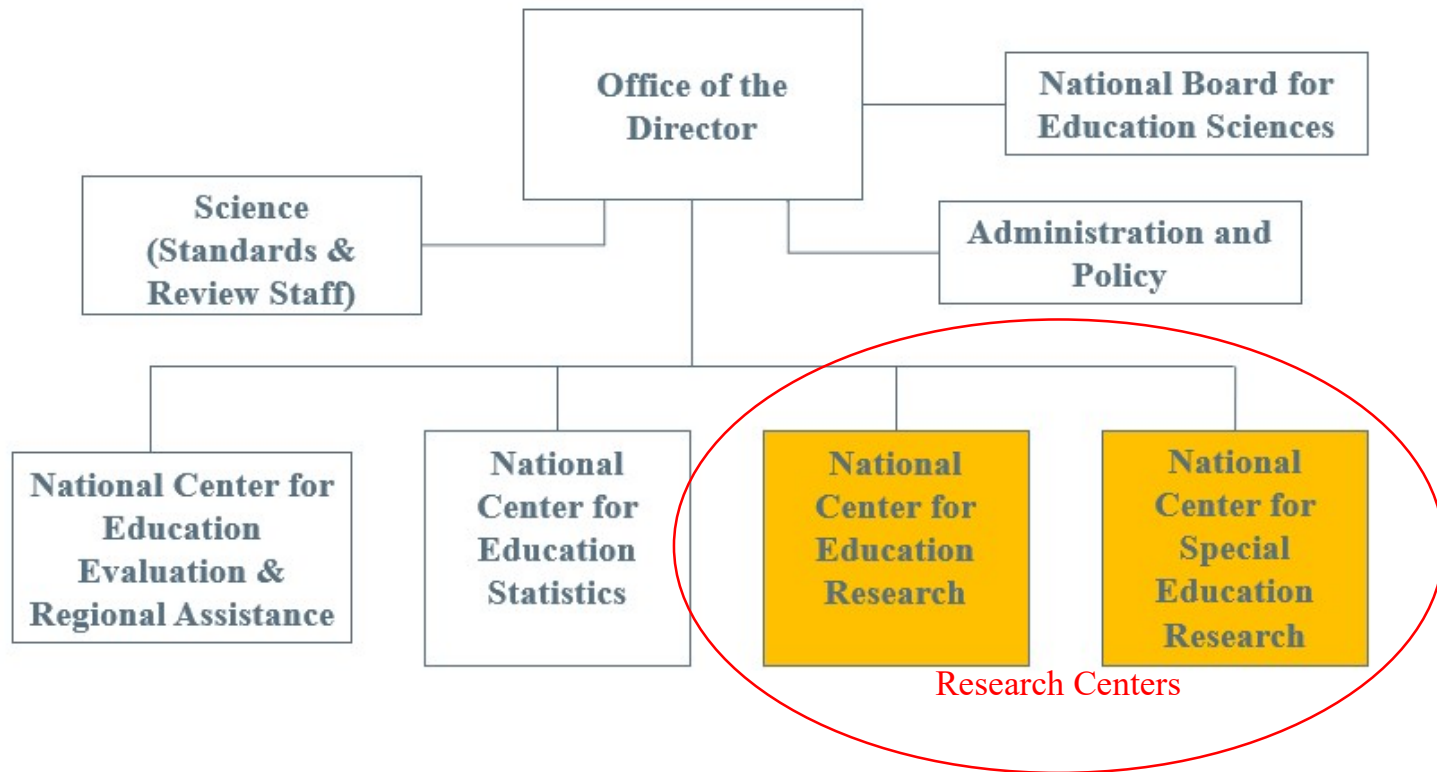 Office of the
Director
National Board for
Education Sciences
Science
(Standards &
Review Staff)
Administration and
Policy
National Center for
Education
Evaluation &
Regional Assistance
National
Center for
Education
Statistics
National
Center for
Education
Research
National
Center for
Special
Education
Research
Research Centers